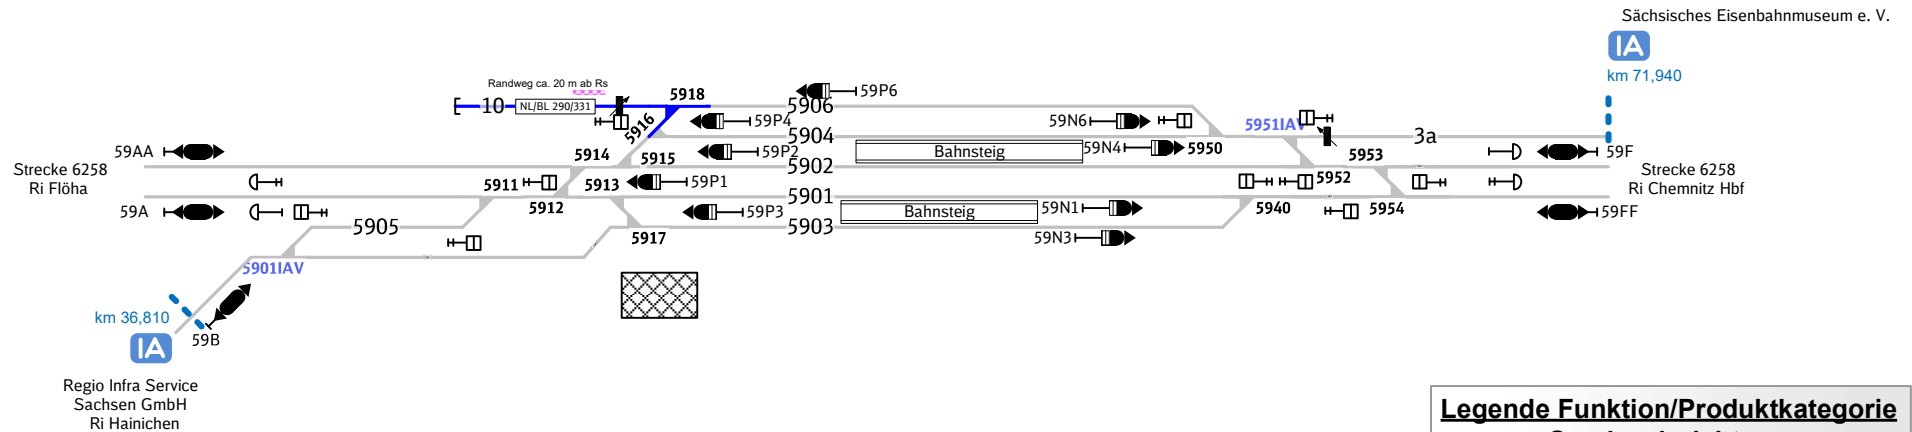 Sächsisches Eisenbahnmuseum e. V.
IA
km 71,940
Randweg ca. 20 m ab Rs
5918
59P6
10
NL/BL 290/331
5906
5916
59P4
59N6
5951IAV
5904
3a
59AA
5914
5915
59P2
Bahnsteig
59N4
5950
5953
59F
Strecke 6258
Ri Flöha
5902
Strecke 6258
Ri Chemnitz Hbf
5911
5913
59P1
5952
5901
59A
5912
59P3
Bahnsteig
59N1
5940
5954
59FF
5905
5903
5917
59N3
5901IAV
km 36,810
59B
IA
Regio Infra Service
Sachsen GmbH
Ri Hainichen
Legende Funktion/Produktkategorie